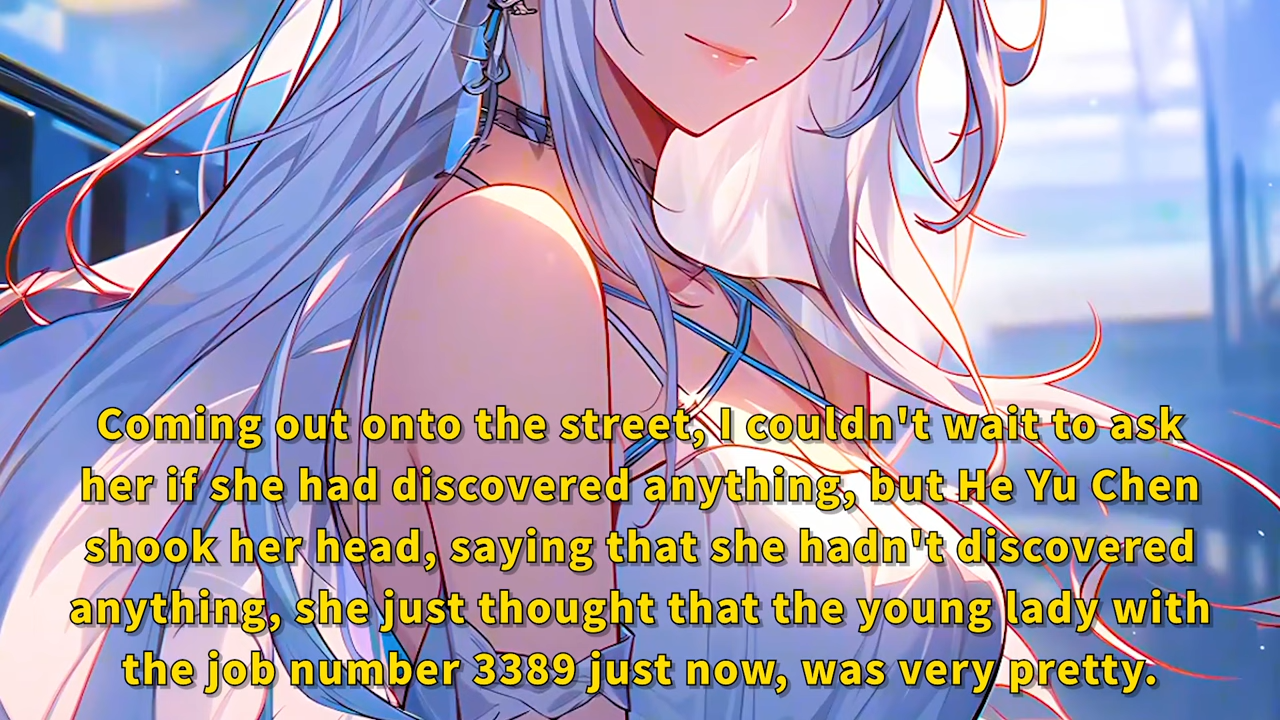 Coming out onto the street, I couldn't wait to ask
her if she had discovered anything, but He Yu Chen
shook her head, saying that she hadn't discovered
anything, she just thought that the young lady with
the job number 3389 just now, was very pretty.